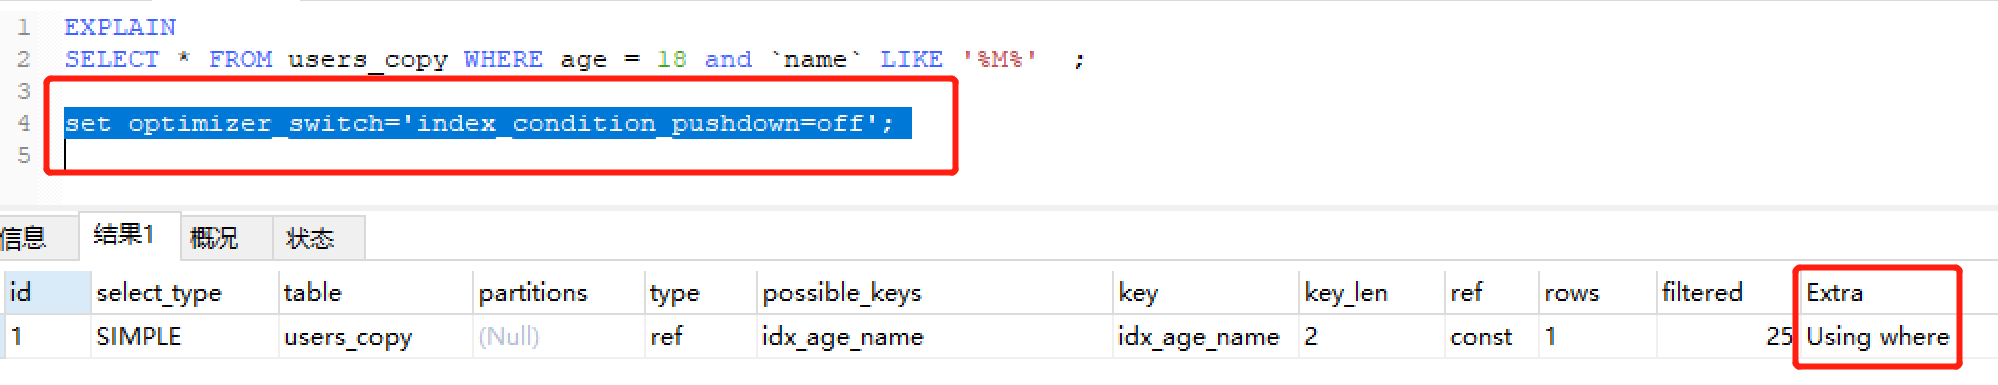 1 EXPLAIN
2 SELECT * FROM users_copy WHERE age = 18 and `name` LIKE '%M%'  ;
3
4 set optimizer_switch='index_condition_pushdown=off';
5
信息 结果1 概况 状态
id select_type table partitions type possible_keys key key_len ref rows filtered Extra
1 SIMPLE users_copy (Null) ref idx_age_name idx_age_name 2 const 1 25 Using where